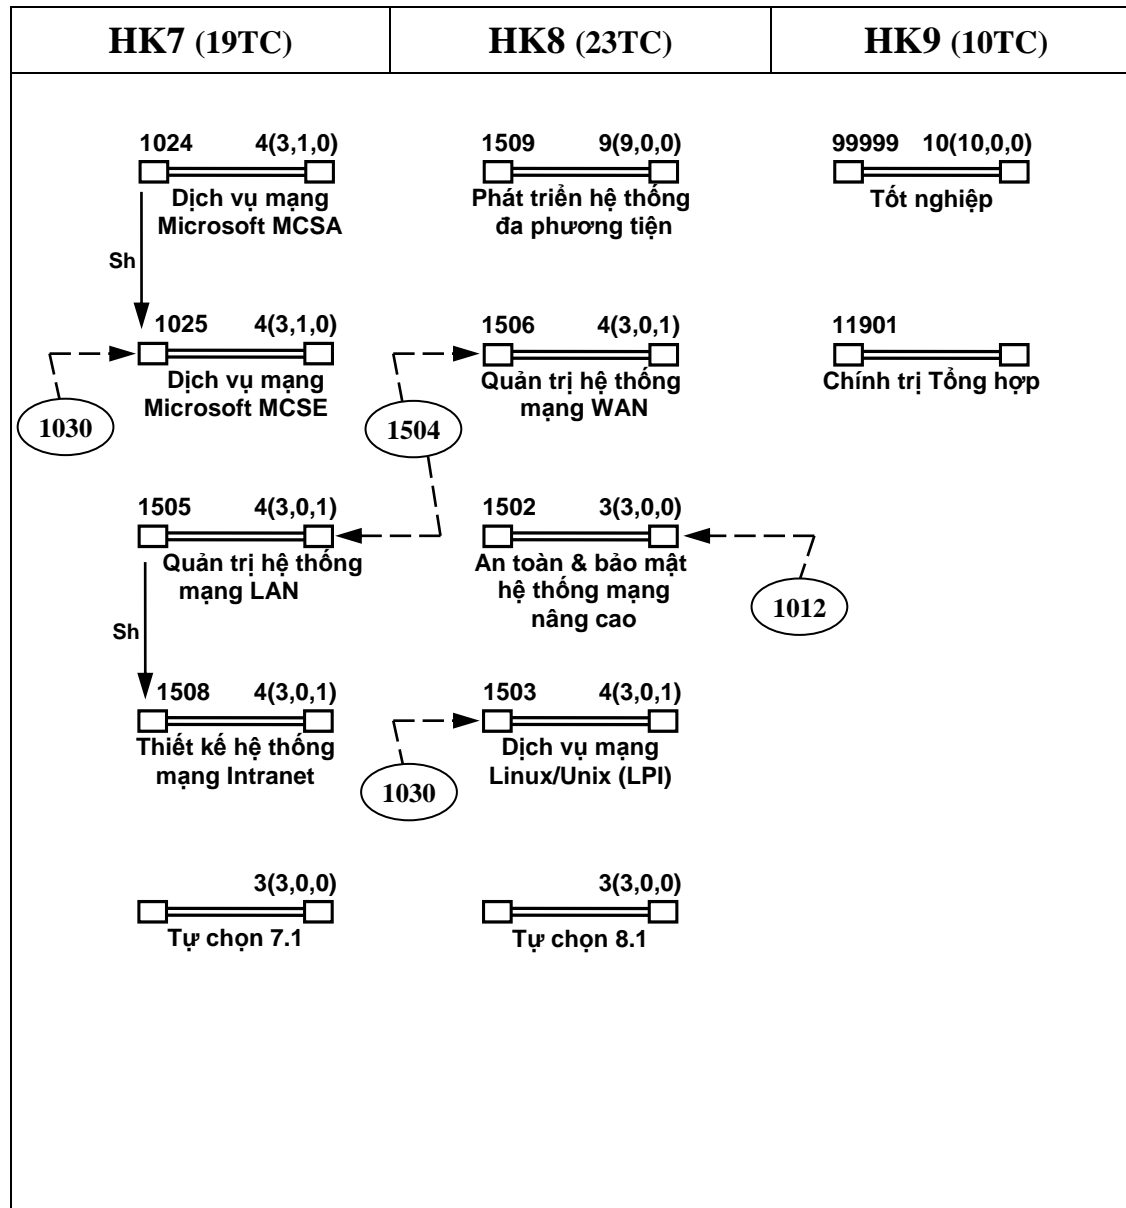 HK7 (19TC)
HK8 (23TC)
HK9 (10TC)
1024 4(3,1,0)
Dịch vụ mạng
Microsoft MCSA
Sh
1025 4(3,1,0)
Dịch vụ mạng
Microsoft MCSE
1030
1505 4(3,0,1)
Quản trị hệ thống
mạng LAN
Sh
1508 4(3,0,1)
Thiết kế hệ thống
mạng Intranet
3(3,0,0)
Tự chọn 7.1
1509 9(9,0,0)
Phát triển hệ thống
đa phương tiện
1506 4(3,0,1)
Quản trị hệ thống
mạng WAN
1504
1502 3(3,0,0)
An toàn & bảo mật
hệ thống mạng
nâng cao
1012
1503 4(3,0,1)
Dịch vụ mạng
Linux/Unix (LPI)
1030
3(3,0,0)
Tự chọn 8.1
99999 10(10,0,0)
Tốt nghiệp
11901
Chính trị Tổng hợp